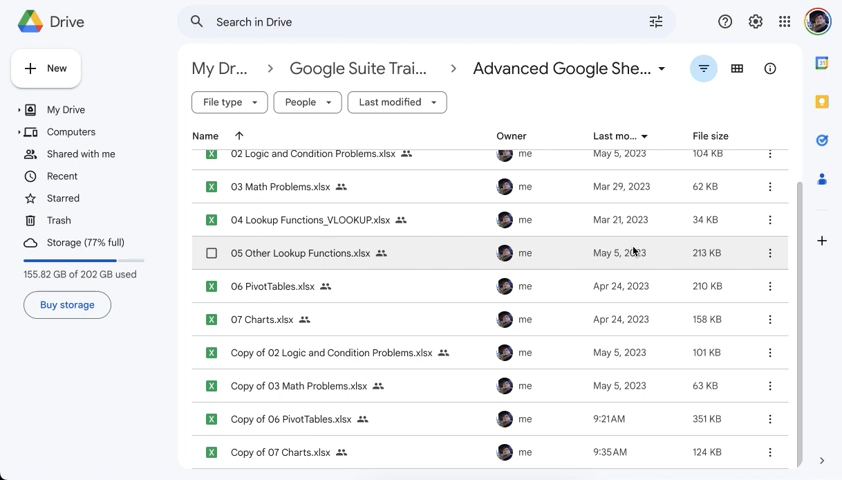 Drive
Search in Drive
New
My Dr...
Google Suite Trai...
Advanced Google She...
File type
People
Last modified
My Drive
Computers
Shared with me
Recent
Starred
Trash
Storage (77% full)
155.82 GB of 202 GB used
Buy storage
Name Owner Last mo... File size
02 Logic and Condition Problems.xlsx me May 5, 2023 104 KB
03 Math Problems.xlsx me Mar 29, 2023 62 KB
04 Lookup Functions_VLOOKUP.xlsx me Mar 21, 2023 34 KB
05 Other Lookup Functions.xlsx me May 5, 2023 213 KB
06 PivotTables.xlsx me Apr 24, 2023 210 KB
07 Charts.xlsx me Apr 24, 2023 158 KB
Copy of 02 Logic and Condition Problems.xlsx me May 5, 2023 101 KB
Copy of 03 Math Problems.xlsx me May 5, 2023 63 KB
Copy of 06 PivotTables.xlsx me 9:21 AM 351 KB
Copy of 07 Charts.xlsx me 9:35 AM 124 KB